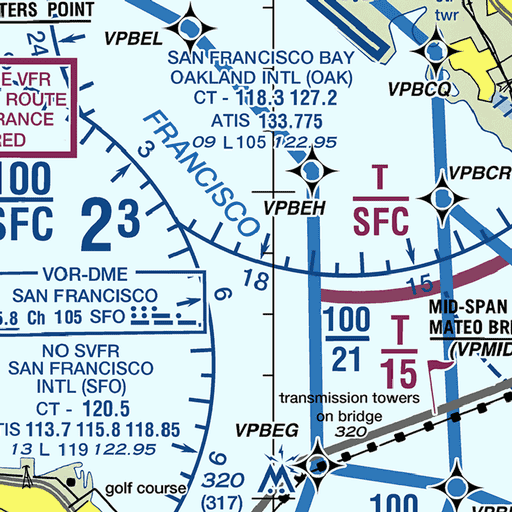 TERS POINT
24
VPBEL
twr
VPBCQ
E VFR
ROUTE
RANCE
RED
SAN FRANCISCO BAY
OAKLAND INTL (OAK)
CT - 118.3 127.2
ATIS 133.775
09 L 105 122.95
FRANCISCO
3
100
SFC
2 3
VPBEH
T
SFC
VPBCR
18
15
VOR-DME
SAN FRANCISCO
5.8 Ch 105 SFO
6
NO SVFR
SAN FRANCISCO
INTL (SFO)
CT - 120.5
TIS 113.7 115.8 118.85
13 L 119 122.95
100
21
T
15
MID-SPAN
MATEO BRI
(VPMID
transmission towers
on bridge
320
VPBEG
9
320
(317)
golf course
100